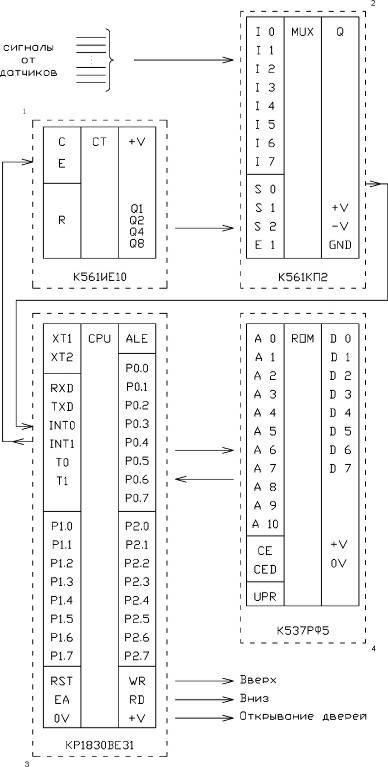 2
сигналы
от
датчиков
I 0 MUX Q
I 1
I 2
I 3
I 4
I 5
I 6
I 7
S 0
S 1 +V
S 2 -V
E 1 GND
К561КП2
1
C CT +V
E
R
Q1
Q2
Q4
Q8
К561ИЕ10
XT1 CPU ALE
XT2
P0.0
RXD P0.1
TXD P0.2
INT0 P0.3
INT1 P0.4
T0 P0.5
T1 P0.6
P0.7
P1.0 P2.0
P1.1 P2.1
P1.2 P2.2
P1.3 P2.3
P1.4 P2.4
P1.5 P2.5
P1.6 P2.6
P1.7 P2.7
RST WR
EA RD
0V +V
КР1830ВЕ31
3
A 0 ROM D 0
A 1 D 1
A 2 D 2
A 3 D 3
A 4 D 4
A 5 D 5
A 6 D 6
A 7 D 7
A 8
A 9
A 10
CE +V
CED 0V
UPR
К537РФ5
4
Вверх
Вниз
Открывание дверей